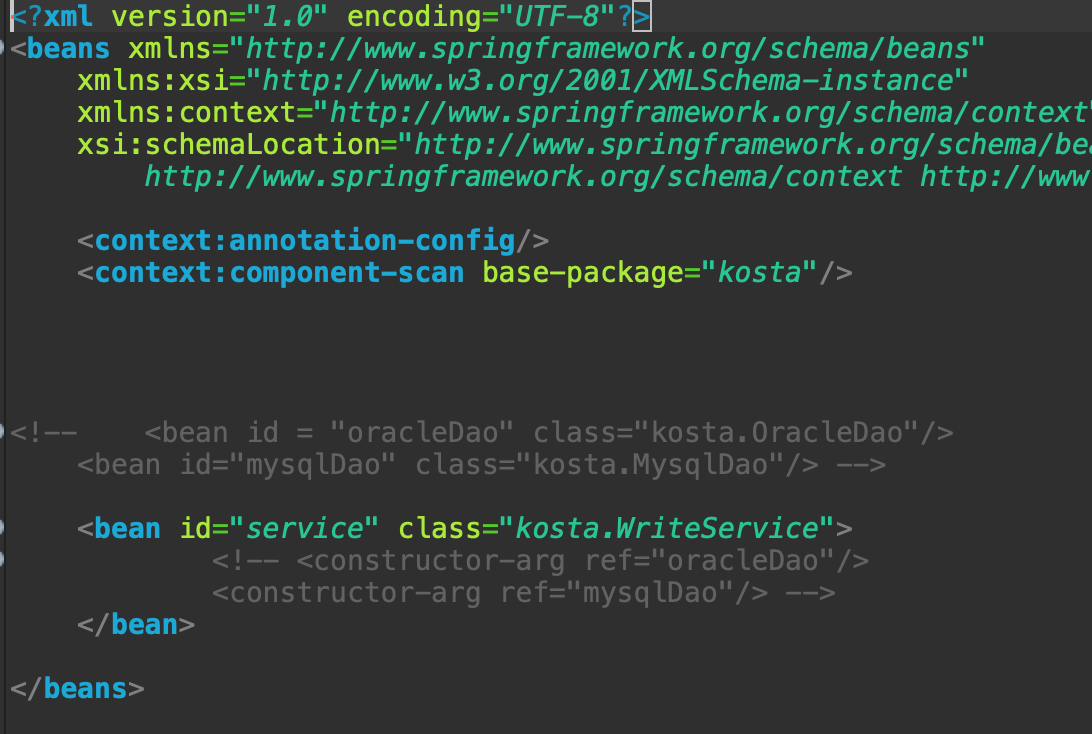 <?xml version="1.0" encoding="UTF-8"?>
<beans xmlns="http://www.springframework.org/schema/beans"
xmlns:xsi="http://www.w3.org/2001/XMLSchema-instance"
xmlns:context="http://www.springframework.org/schema/context"
xsi:schemaLocation="http://www.springframework.org/schema/bea
http://www.springframework.org/schema/context http://www
<context:annotation-config/>
<context:component-scan base-package="kosta"/>
<!-- <bean id = "oracleDao" class="kosta.OracleDao"/>
<bean id="mysqlDao" class="kosta.MysqlDao"/> -->
<bean id="service" class="kosta.WriteService">
<!-- <constructor-arg ref="oracleDao"/>
<constructor-arg ref="mysqlDao"/> -->
</bean>
</beans>